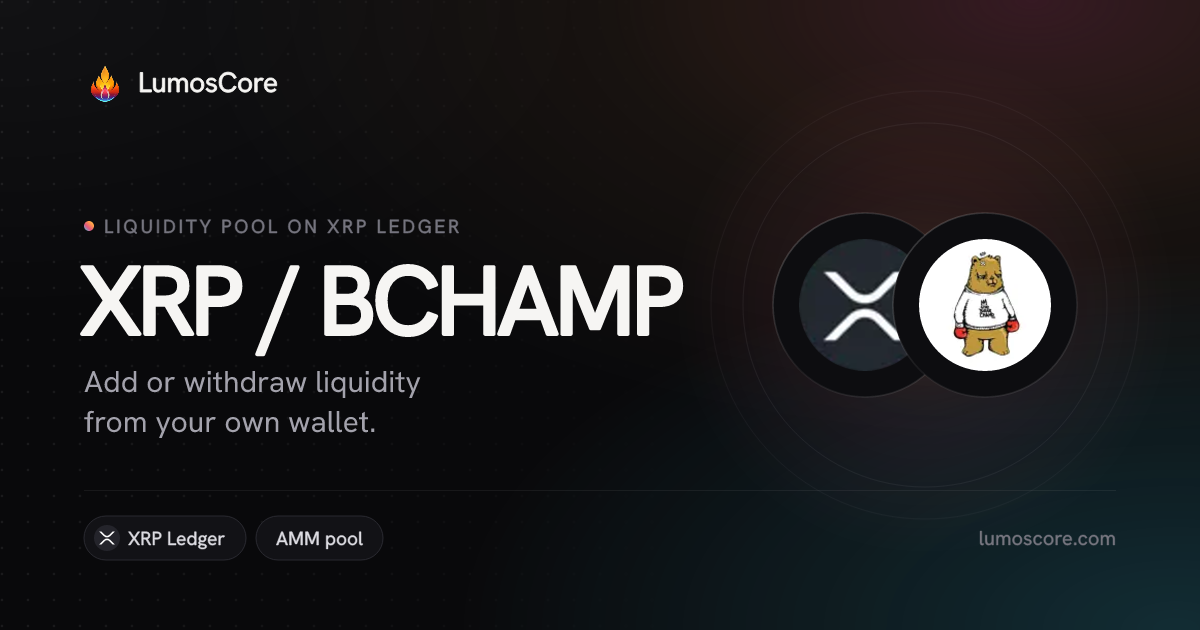 LumosCore
LIQUIDITY POOL ON XRP LEDGER
XRP / BCHAMP
Add or withdraw liquidity
from your own wallet.
XRP Ledger
AMM pool
lumoscore.com